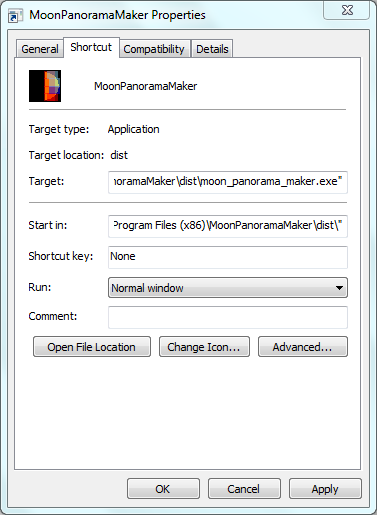 MoonPanoramaMaker Properties
General Shortcut Compatibility Details
MoonPanoramaMaker
Target type: Application
Target location: dist
Target: noramaMaker\dist\moon_panorama_maker.exe"
Start in: Program Files (x86)\MoonPanoramaMaker\dist\"
Shortcut key: None
Run: Normal window
Comment:
Open File Location Change Icon... Advanced...
OK Cancel Apply